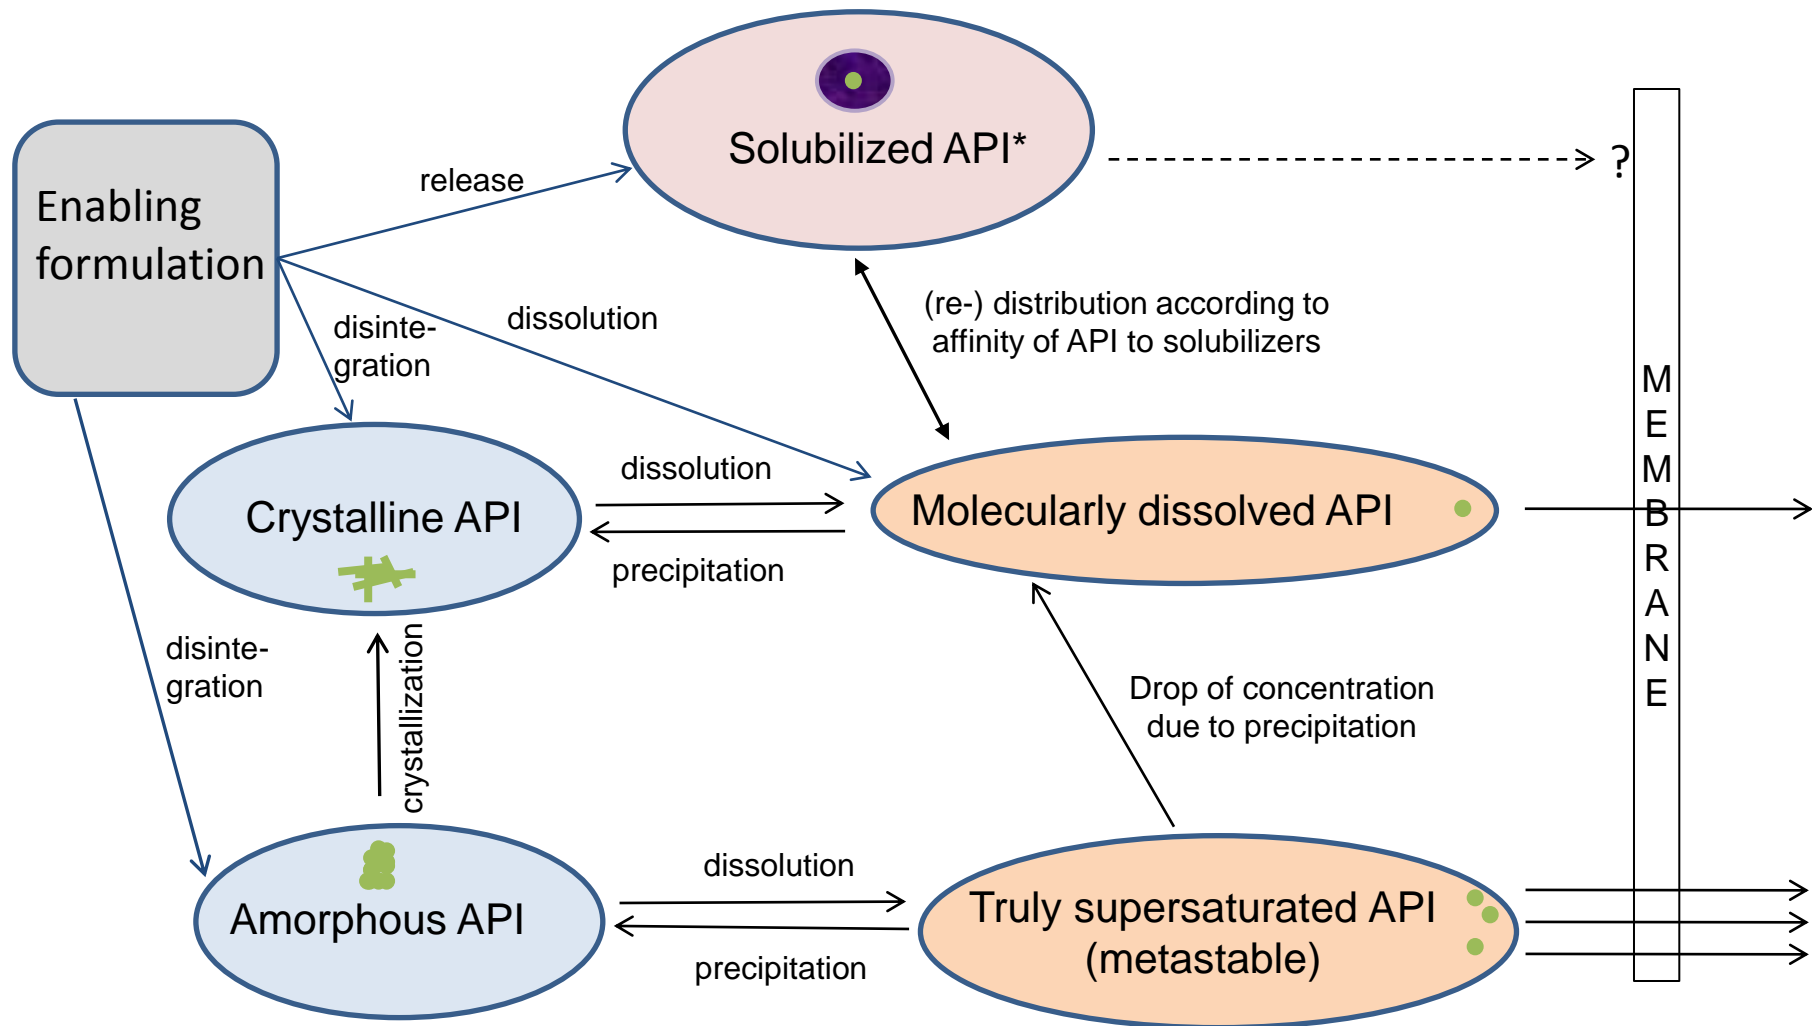 Solubilized API*
?
release
Enabling
formulation
(re-) distribution according to
affinity of API to solubilizers
dissolution
disinte-
gration
M
E
M
B
R
A
N
E
dissolution
Crystalline API
Molecularly dissolved API
precipitation
disinte-
gration
crystallization
Drop of concentration
due to precipitation
dissolution
Amorphous API
Truly supersaturated API
(metastable)
precipitation